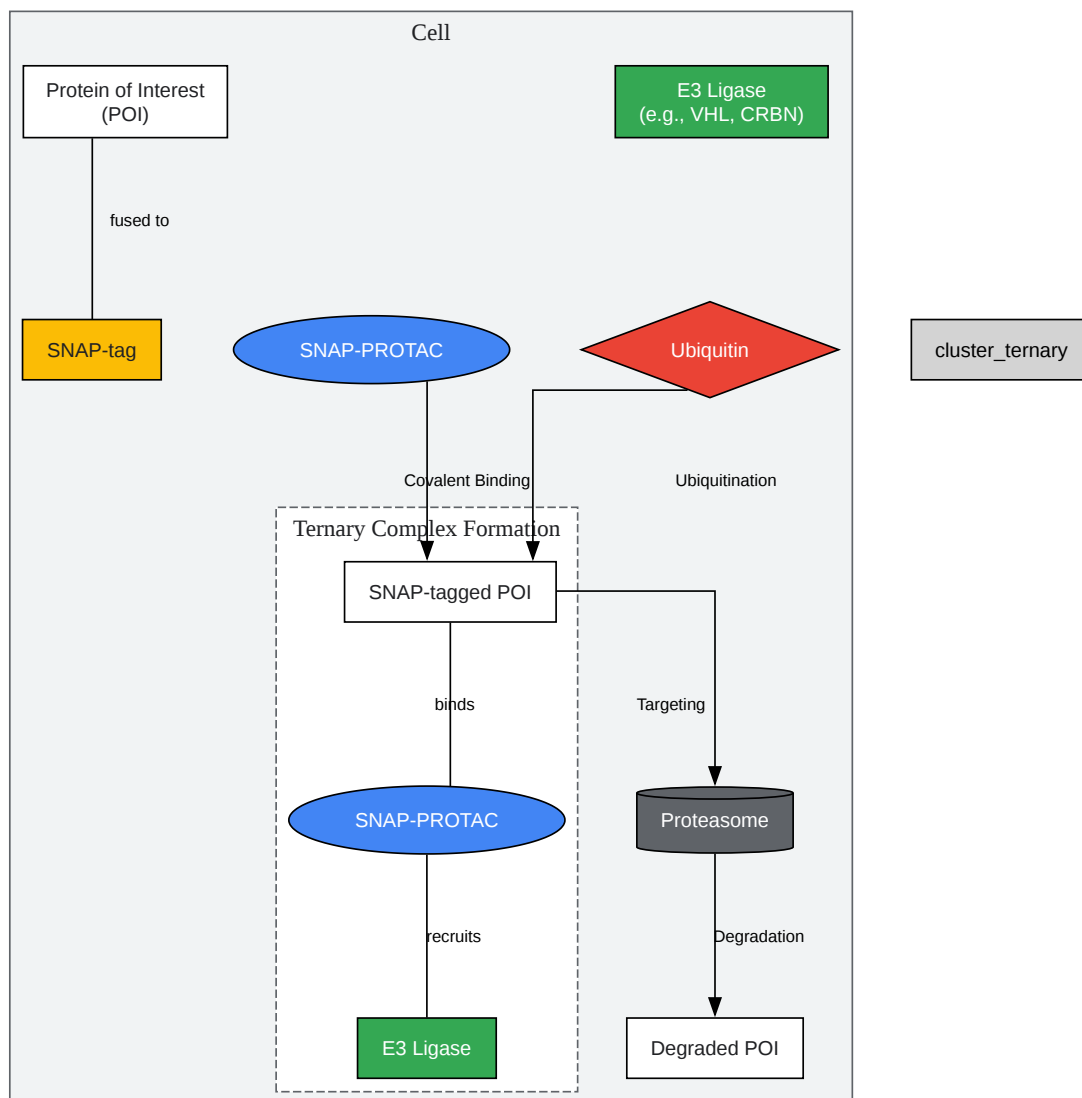 Cell
Protein of Interest
(POI)
E3 Ligase
(e.g., VHL, CRBN)
fused to
SNAP-tag
SNAP-PROTAC
Ubiquitin
cluster_ternary
Covalent Binding
Ubiquitination
Ternary Complex Formation
SNAP-tagged POI
binds
Targeting
SNAP-PROTAC
Proteasome
recruits
Degradation
E3 Ligase
Degraded POI